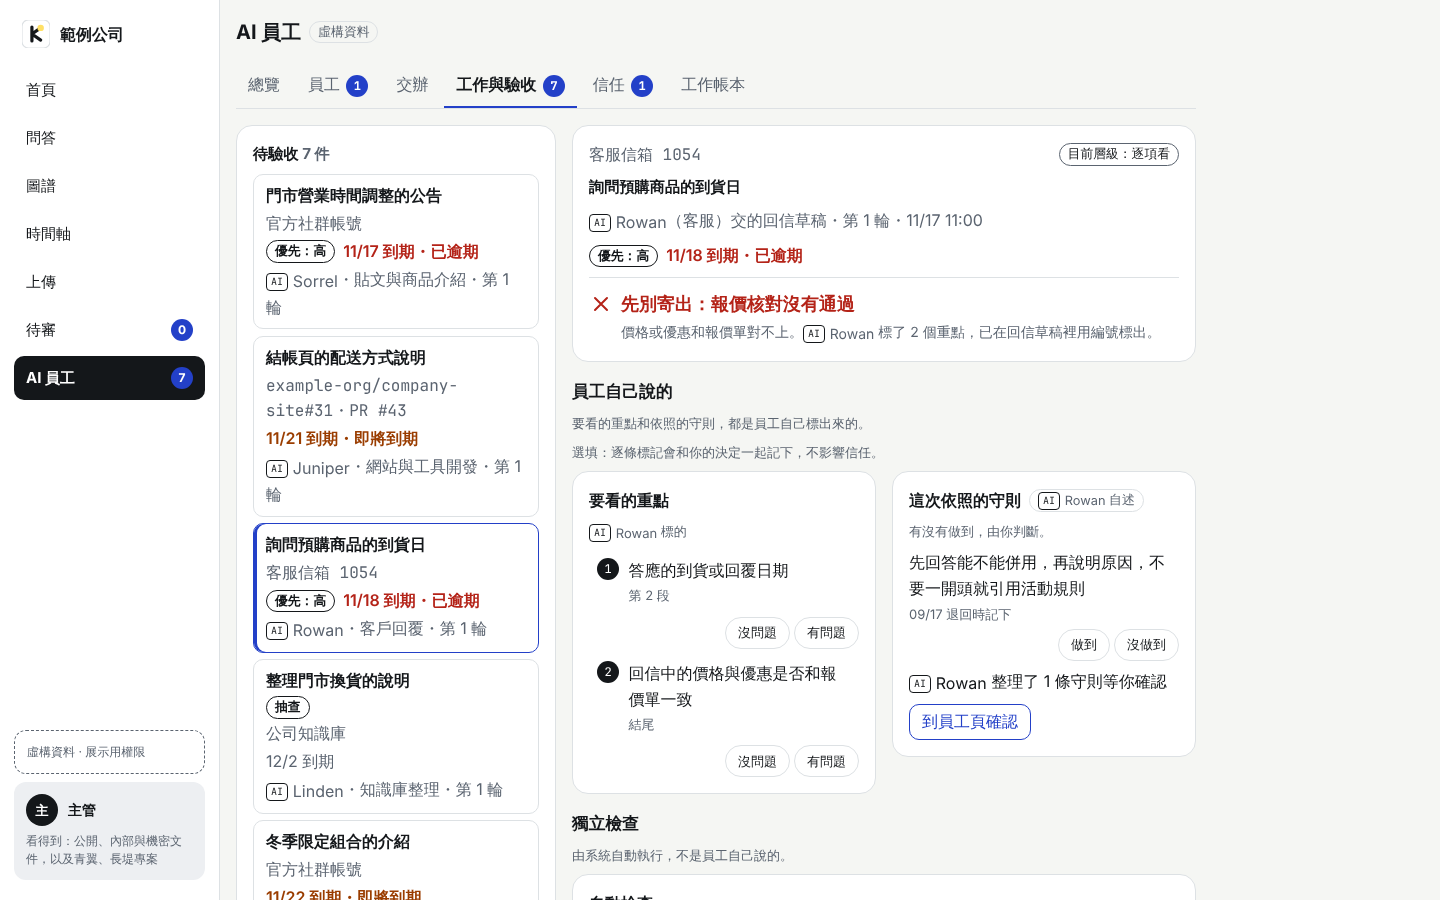 範例公司
首頁
問答
圖譜
時間軸
上傳
待審 0
AI 員工 7
虛構資料 · 展示用權限
主 主管
看得到：公開、內部與機密文
件，以及青翼、長堤專案
AI 員工 虛構資料
總覽 員工 1 交辦 工作與驗收 7 信任 1 工作帳本
待驗收 7 件
門市營業時間調整的公告
官方社群帳號
優先：高 11/17 到期・已逾期
AI Sorrel・貼文與商品介紹・第 1
輪
結帳頁的配送方式說明
example-org/company-
site#31・PR #43
11/21 到期・即將到期
AI Juniper・網站與工具開發・第 1
輪
詢問預購商品的到貨日
客服信箱 1054
優先：高 11/18 到期・已逾期
AI Rowan・客戶回覆・第 1 輪
整理門市換貨的說明
抽查
公司知識庫
12/2 到期
AI Linden・知識庫整理・第 1 輪
冬季限定組合的介紹
官方社群帳號
11/22 到期・即將到期
客服信箱 1054 目前層級：逐項看
詢問預購商品的到貨日
AI Rowan（客服）交的回信草稿・第 1 輪・11/17 11:00
優先：高 11/18 到期・已逾期
先別寄出：報價核對沒有通過
價格或優惠和報價單對不上。AI Rowan 標了 2 個重點，已在回信草稿裡用編號標出。
員工自己說的
要看的重點和依照的守則，都是員工自己標出來的。
選填：逐條標記會和你的決定一起記下，不影響信任。
要看的重點
AI Rowan 標的
1 答應的到貨或回覆日期
第 2 段
沒問題 有問題
2 回信中的價格與優惠是否和報
價單一致
結尾
沒問題 有問題
這次依照的守則 AI Rowan 自述
有沒有做到，由你判斷。
先回答能不能併用，再說明原因，不
要一開頭就引用活動規則
09/17 退回時記下
做到 沒做到
AI Rowan 整理了 1 條守則等你確認
到員工頁確認
獨立檢查
由系統自動執行，不是員工自己說的。
自動檢查